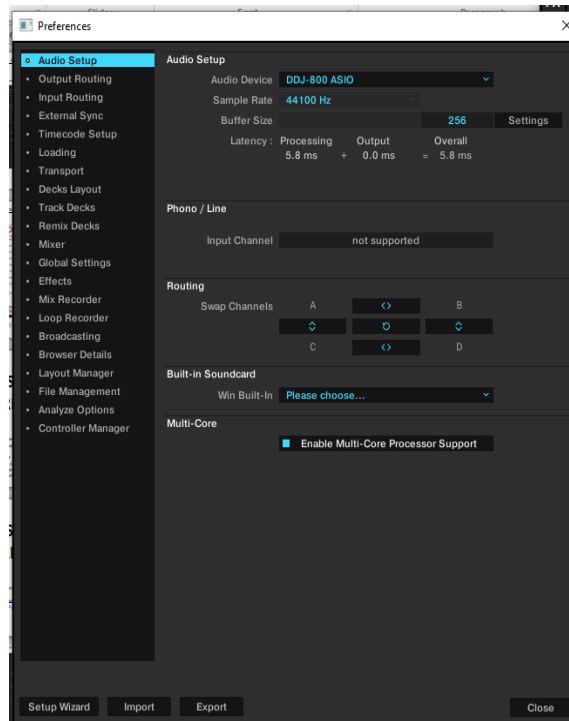 Preferences
Audio Setup
Output Routing
Input Routing
External Sync
Timecode Setup
Loading
Transport
Decks Layout
Track Decks
Remix Decks
Mixer
Global Settings
Effects
Mix Recorder
Loop Recorder
Broadcasting
Browser Details
Layout Manager
File Management
Analyze Options
Controller Manager
Audio Setup
Audio Device DDJ-800 ASIO
Sample Rate 44100 Hz
Buffer Size 256 Settings
Latency : Processing Output Overall
5.8 ms + 0.0 ms = 5.8 ms
Phono / Line
Input Channel not supported
Routing
Swap Channels A <> B
C <> D
Built-in Soundcard
Win Built-In Please choose...
Multi-Core
Enable Multi-Core Processor Support
Setup Wizard Import Export Close